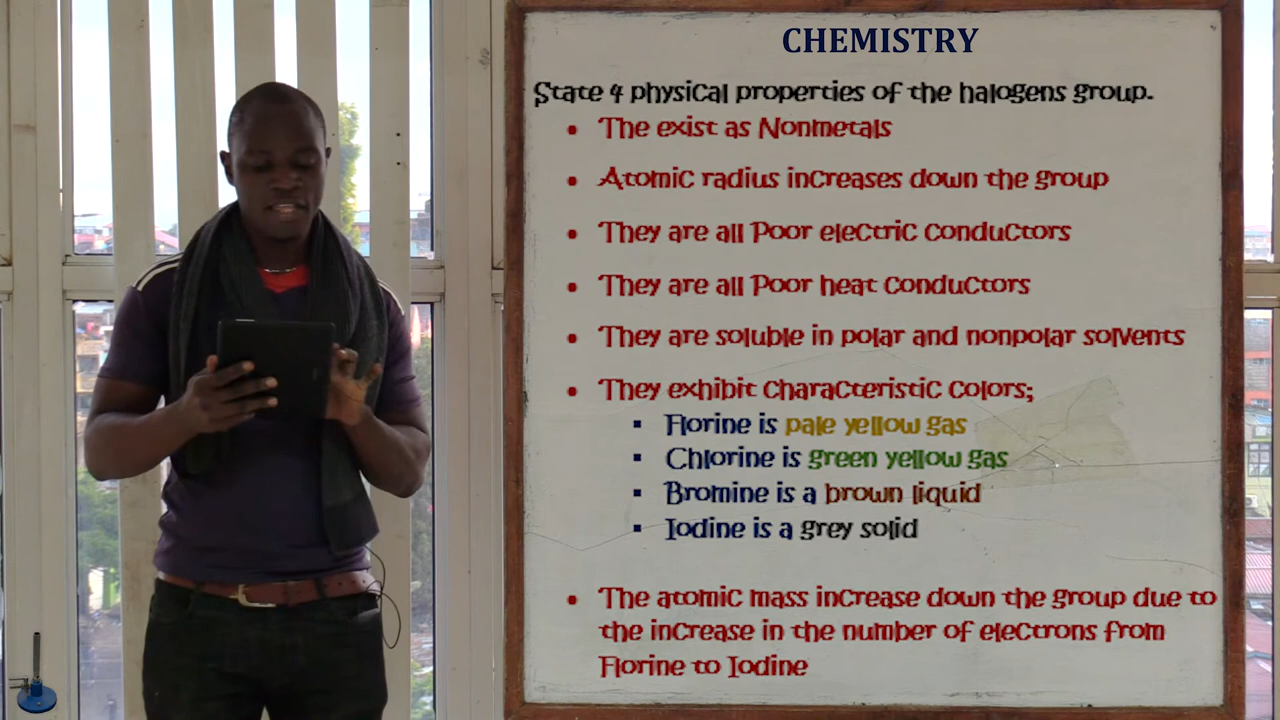 CHEMISTRY
State 4 physical properties of the halogens group.
• The exist as Nonmetals
• Atomic radius increases down the group
• They are all Poor electric conductors
• They are all Poor heat conductors
• They are soluble in polar and nonpolar solvents
• They exhibit characteristic colors;
▪ Florine is pale yellow gas
▪ Chlorine is green yellow gas
▪ Bromine is a brown liquid
▪ Iodine is a grey solid
• The atomic mass increase down the group due to
the increase in the number of electrons from
Florine to Iodine